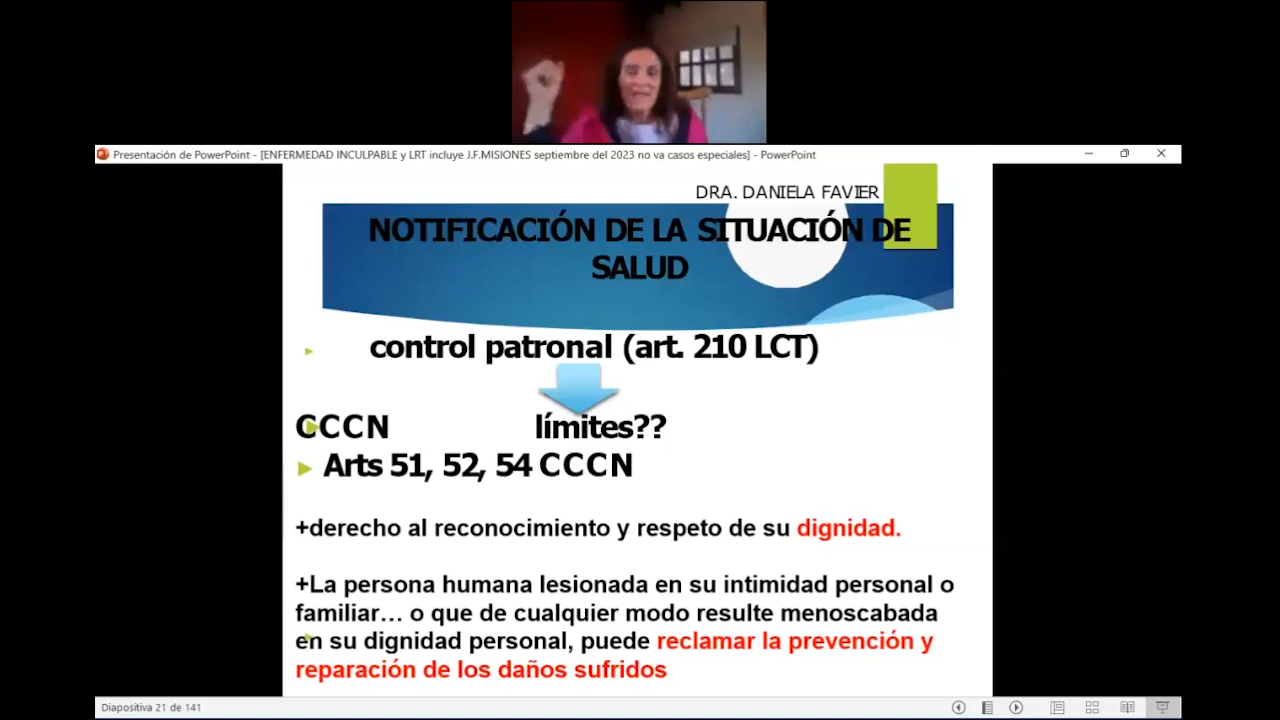 Presentación de PowerPoint - [ENFERMEDAD INCULPABLE y LRT incluye J.F.MISIONES septiembre del 2023 no va casos especiales] - PowerPoint
DRA. DANIELA FAVIER
NOTIFICACIÓN DE LA SITUACIÓN DE
SALUD
control patronal (art. 210 LCT)
CCCN límites??
Arts 51, 52, 54 CCCN
+derecho al reconocimiento y respeto de su dignidad.
+La persona humana lesionada en su intimidad personal o
familiar... o que de cualquier modo resulte menoscabada
en su dignidad personal, puede reclamar la prevención y
reparación de los daños sufridos
Diapositiva 21 de 141